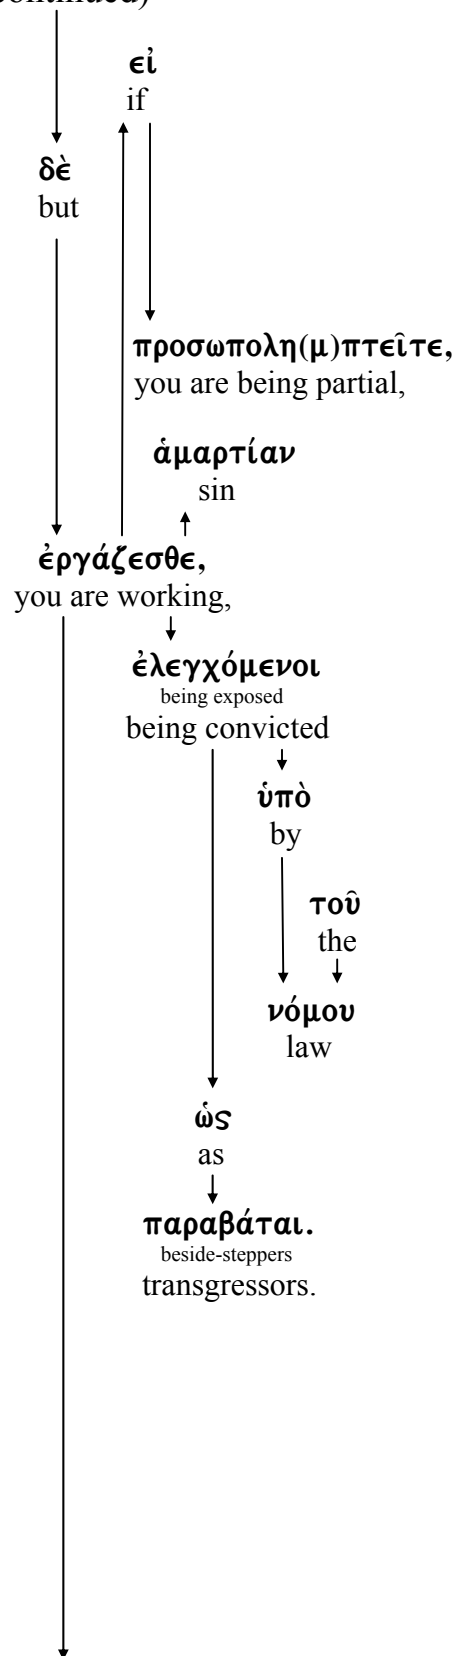 continued)
εἰ
if
δὲ
but
προσωπολη(μ)πτεῖτε,
you are being partial,
ἁμαρτίαν
sin
ἐργάζεσθε,
you are working,
ἐλεγχόμενοι
being exposed
being convicted
ὑπὸ
by
τοῦ
the
νόμου
law
ὡς
as
παραβάται.
beside-steppers
transgressors.